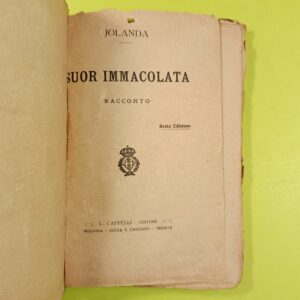 JOLANDA
SUOR IMMACOLATA
RACCONTO
Sesta Edizione
L. CAPPELLI - EDITORE
BOLOGNA - ROCCA S. CASCIANO - TRIESTE